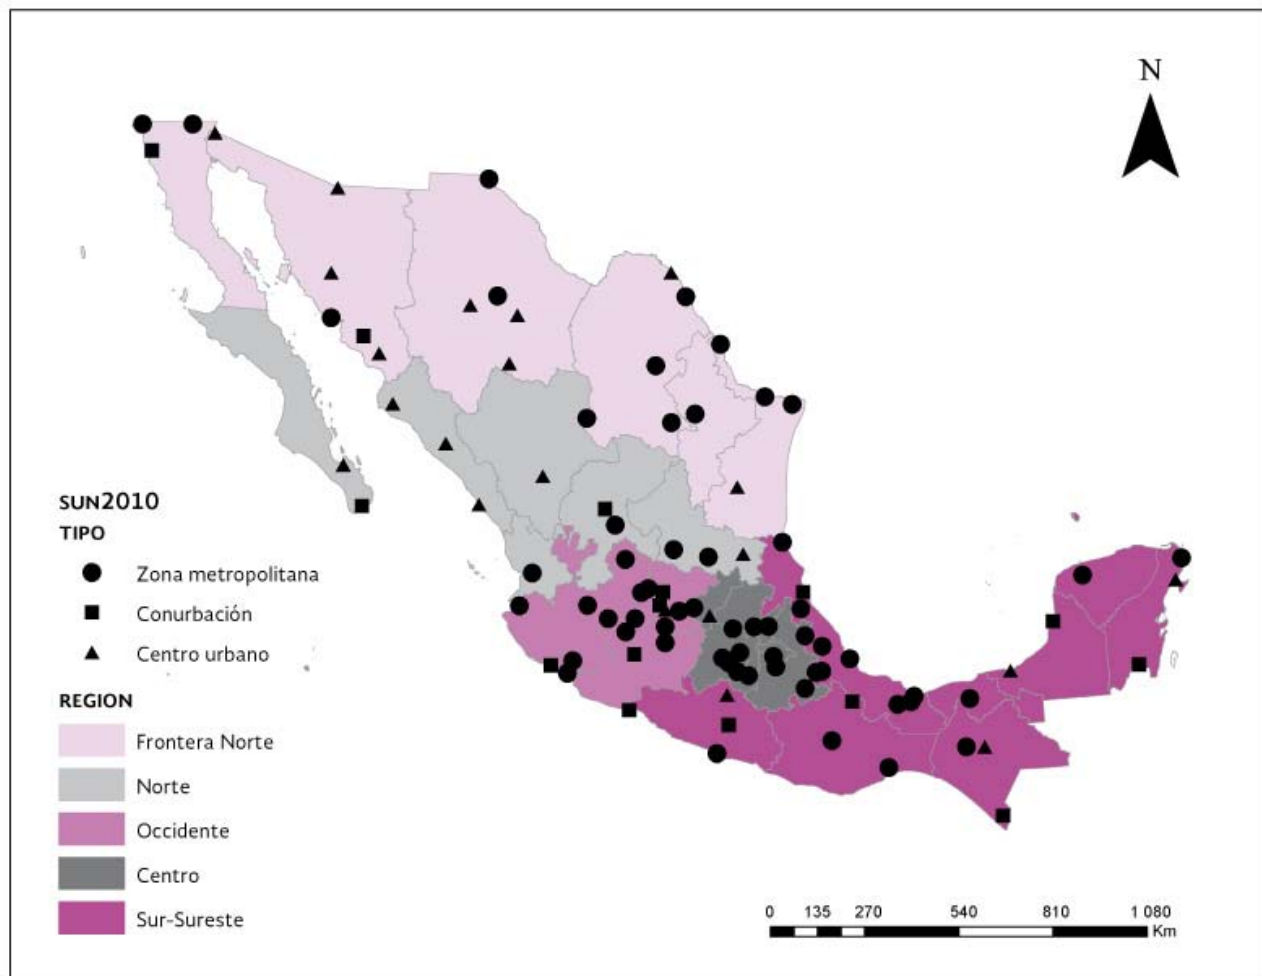 N
SUN2010
TIPO
Zona metropolitana
Conurbación
Centro urbano
REGION
Frontera Norte
Norte
Occidente
Centro
Sur-Sureste
0 135 270 540 810 1 080
Km